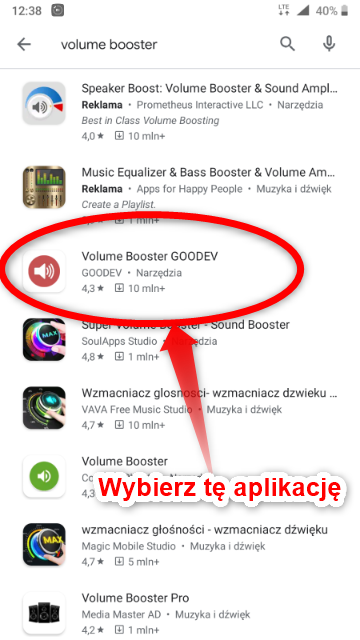 12:38 LTE 40%
volume booster
Speaker Boost: Volume Booster & Sound Ampl...
Reklama • Prometheus Interactive LLC • Narzędzia
Best in Class Volume Boosting
4,0 ★ 10 mln+
Music Equalizer & Bass Booster & Volume Am...
Reklama • Apps for Happy People • Muzyka i dźwięk
Create a Playlist.
1 mln+
Volume Booster GOODEV
GOODEV • Narzędzia
4,3 ★ 10 mln+
Super Volume Booster - Sound Booster
SoulApps Studio • Narzędzia
4,8 ★ 1 mln+
MAX
Wzmacniacz glosnosci- wzmacniacz dzwieku ...
VAVA Free Music Studio • Muzyka i dźwięk
4,7 ★ 10 mln+
Volume Booster
4,3
Wybierz tę aplikację
wzmacniacz głośności - wzmacniacz dźwięku
Magic Mobile Studio • Muzyka i dźwięk
4,7 ★ 5 mln+
MAX
Volume Booster Pro
Media Master AD • Muzyka i dźwięk
4,2 ★ 1 mln+